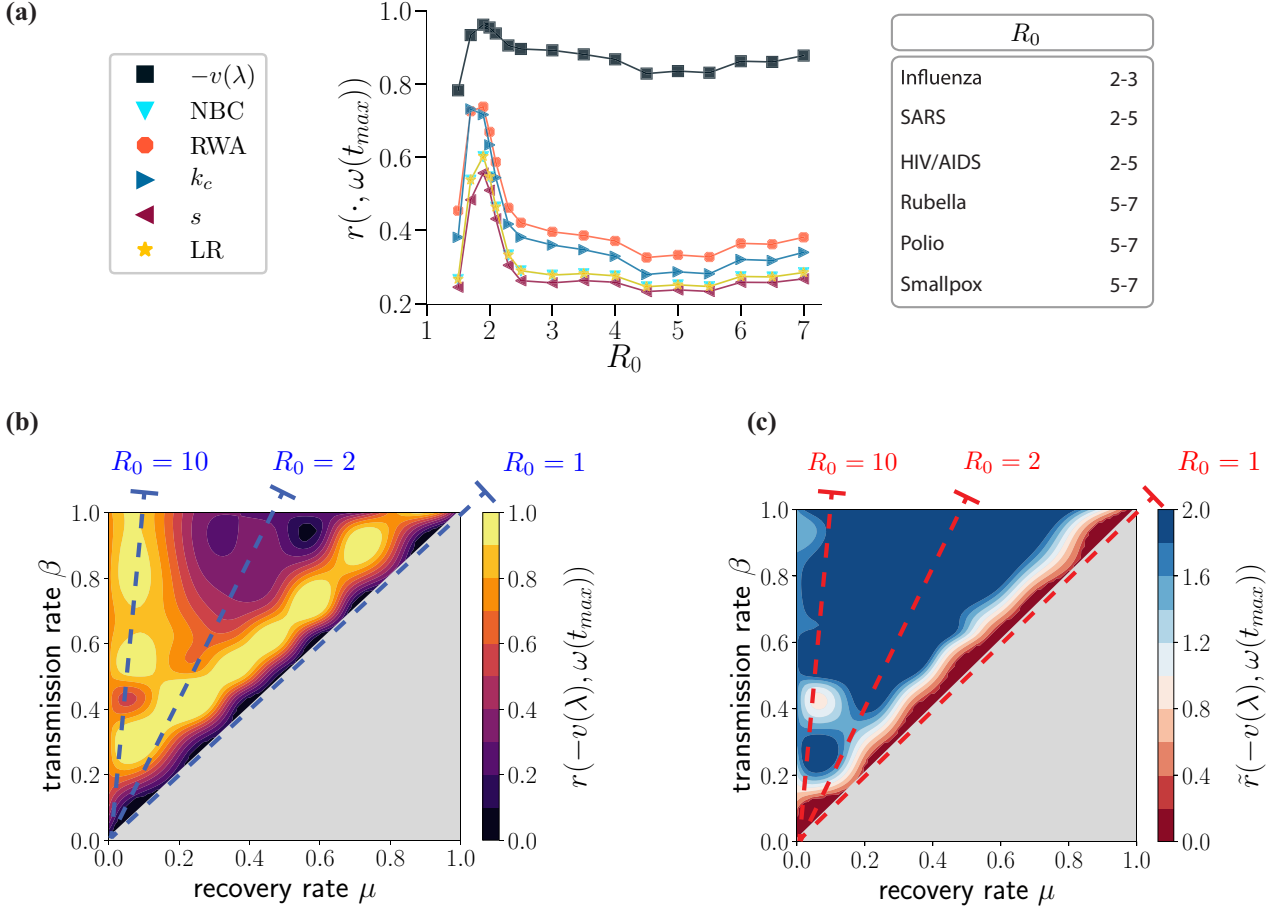 (a)
−v(λ)
NBC
RWA
k_c
s
LR
r(·, ω(t_max))
1.0
0.8
0.6
0.4
0.2
1 2 3 4 5 6 7
R_0
R_0
Influenza 2-3
SARS 2-5
HIV/AIDS 2-5
Rubella 5-7
Polio 5-7
Smallpox 5-7
(b)
R_0 = 10
R_0 = 2
R_0 = 1
transmission rate β
1.0
0.8
0.6
0.4
0.2
0.0
0.0 0.2 0.4 0.6 0.8 1.0
recovery rate μ
1.0
0.8
0.6
0.4
0.2
0.0
r(−v(λ), ω(t_max))
(c)
R_0 = 10
R_0 = 2
R_0 = 1
transmission rate β
1.0
0.8
0.6
0.4
0.2
0.0
0.0 0.2 0.4 0.6 0.8 1.0
recovery rate μ
2.0
1.6
1.2
0.8
0.4
0.0
r̃(−v(λ), ω(t_max))